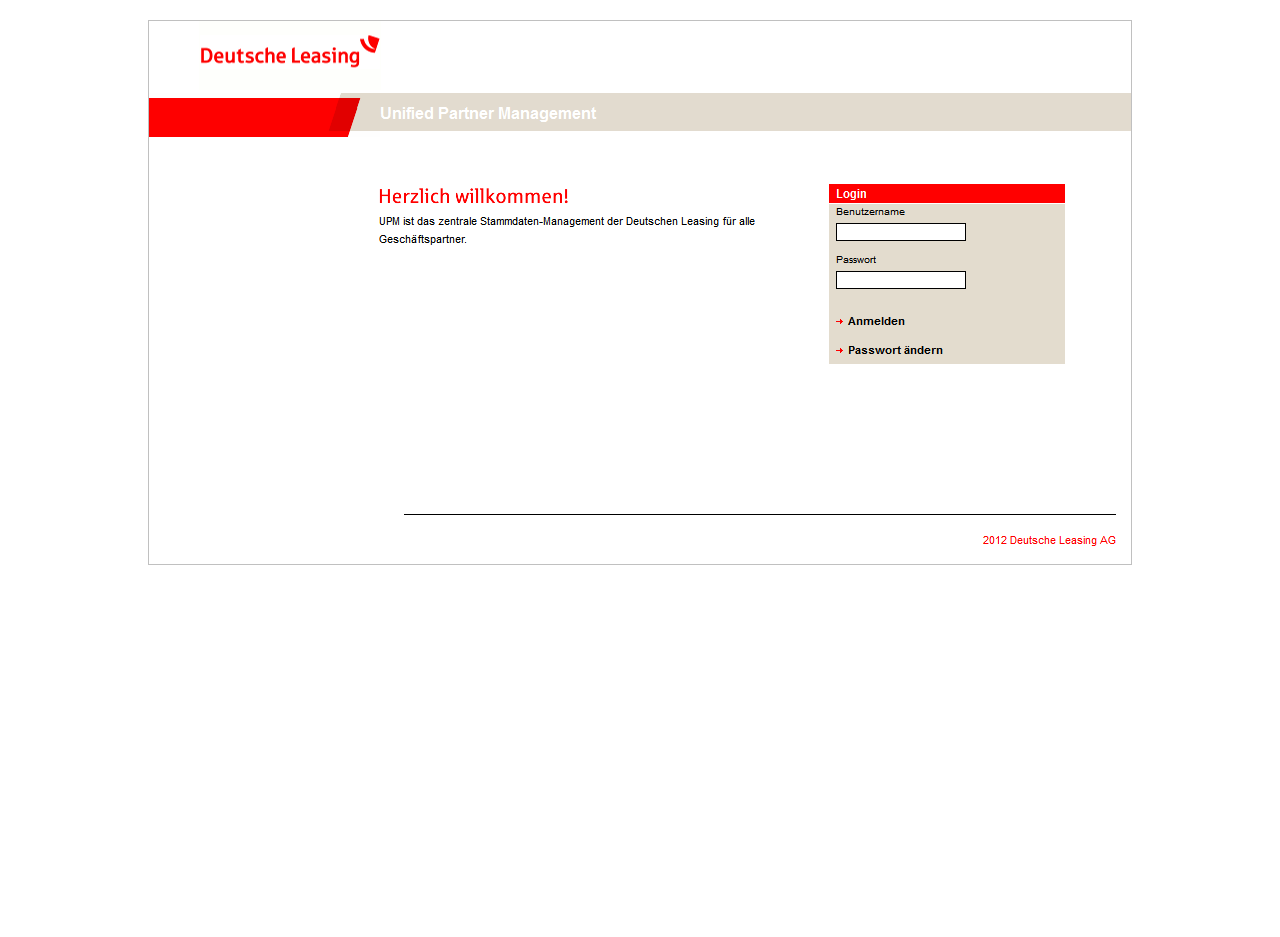 Deutsche Leasing
Unified Partner Management
Herzlich willkommen!
UPM ist das zentrale Stammdaten-Management der Deutschen Leasing für alle
Geschäftspartner.
Login
Benutzername
Passwort
Anmelden
Passwort ändern
2012 Deutsche Leasing AG